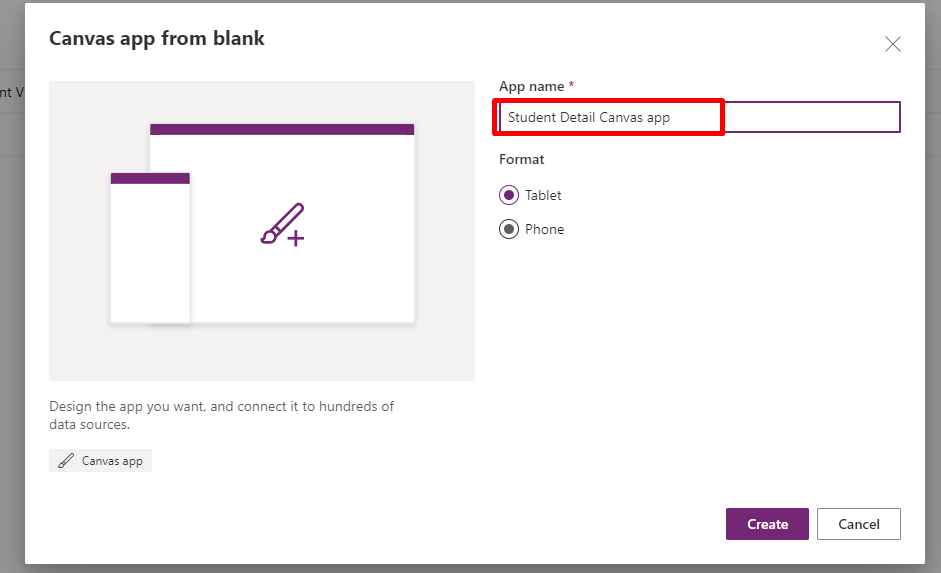 Canvas app from blank
nt V
App name *
Student Detail Canvas app
Format
Tablet
Phone
Design the app you want, and connect it to hundreds of
data sources.
Canvas app
Create
Cancel